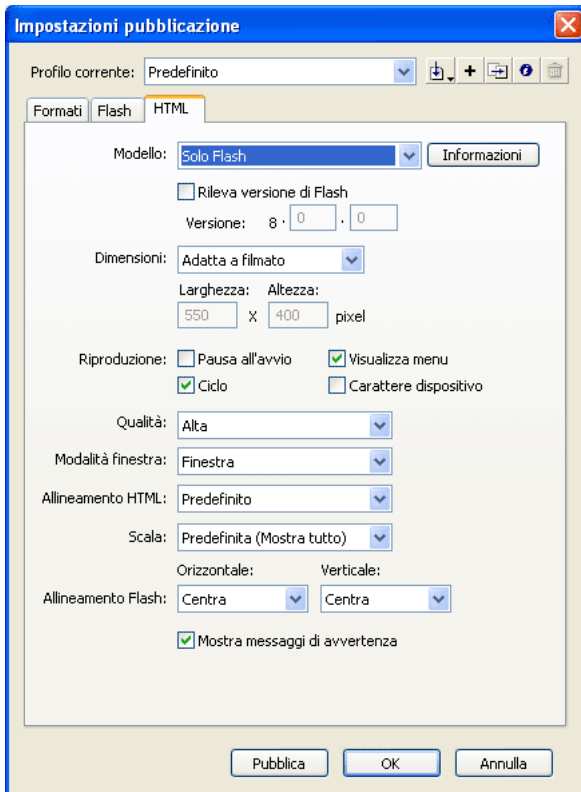 Impostazioni pubblicazione
Profilo corrente: Predefinito
Formati Flash HTML
Modello: Solo Flash Informazioni
Rileva versione di Flash
Versione: 8 . 0 . 0
Dimensioni: Adatta a filmato
Larghezza: Altezza:
550 X 400 pixel
Riproduzione: Pausa all'avvio Visualizza menu
Ciclo Carattere dispositivo
Qualità: Alta
Modalità finestra: Finestra
Allineamento HTML: Predefinito
Scala: Predefinita (Mostra tutto)
Orizzontale: Verticale:
Allineamento Flash: Centra Centra
Mostra messaggi di avvertenza
Pubblica OK Annulla